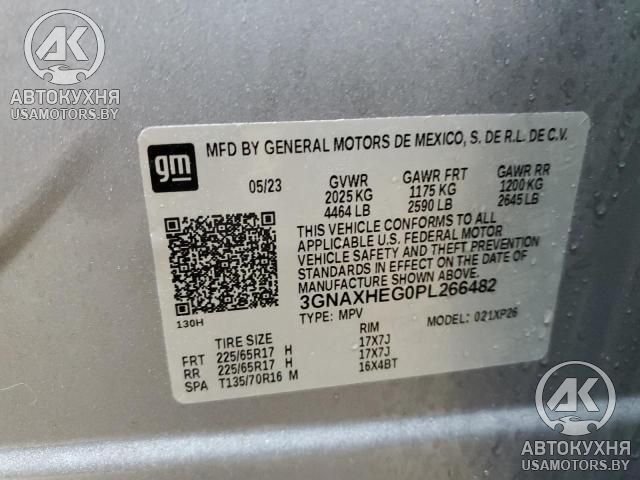 AK
АВТОКУХНЯ
USAMOTORS.BY
gm
MFD BY GENERAL MOTORS DE MEXICO, S. DE R.L. DE C.V.
05/23 GVWR GAWR FRT GAWR RR
2025 KG 1175 KG 1200 KG
4464 LB 2590 LB 2645 LB
THIS VEHICLE CONFORMS TO ALL
APPLICABLE U.S. FEDERAL MOTOR
VEHICLE SAFETY AND THEFT PREVENTION
STANDARDS IN EFFECT ON THE DATE OF
MANUFACTURE SHOWN ABOVE.
3GNAXHEG0PL266482
130H
TYPE: MPV MODEL: 021XP26
TIRE SIZE RIM
FRT 225/65R17 H 17X7J
RR 225/65R17 H 17X7J
SPA T135/70R16 M 16X4BT
AK
АВТОКУХНЯ
USAMOTORS.BY